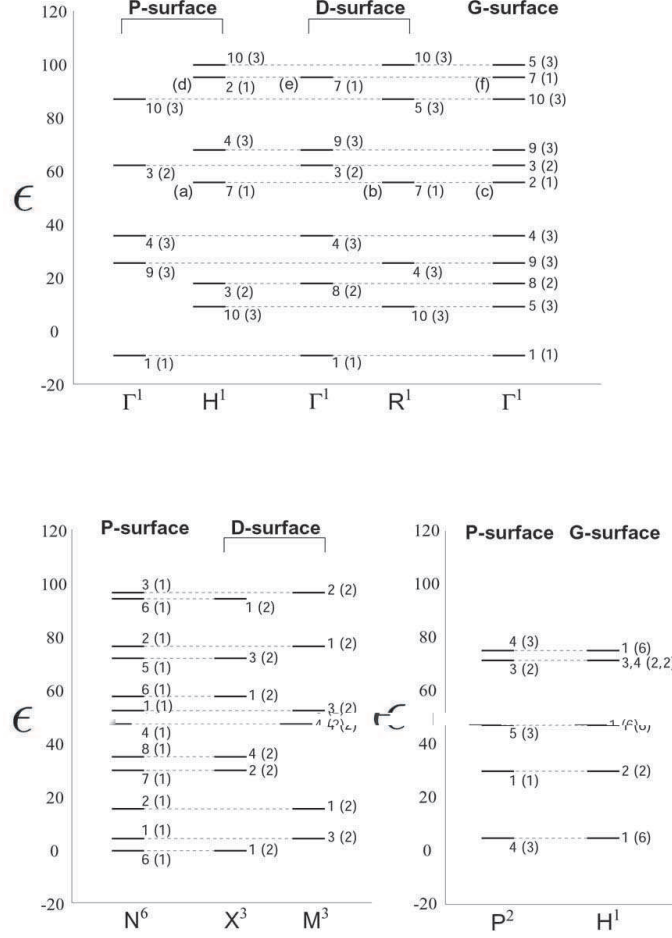 P-surface D-surface G-surface
120
100
80
60
40
20
0
-20
ϵ
10 (3) 10 (3) 5 (3)
(d) 2 (1) (e) 7 (1) (f) 7 (1)
10 (3) 5 (3) 10 (3)
4 (3) 9 (3) 9 (3)
3 (2) 3 (2) 3 (2)
(a) 7 (1) (b) 7 (1) (c) 2 (1)
4 (3) 4 (3) 4 (3)
9 (3) 4 (3) 9 (3)
3 (2) 8 (2) 8 (2)
10 (3) 10 (3) 5 (3)
1 (1) 1 (1) 1 (1)
Γ¹ H¹ Γ¹ R¹ Γ¹
P-surface D-surface
120
100
80
60
40
20
0
-20
ϵ
3 (1) 2 (2)
6 (1) 1 (2)
2 (1) 1 (2)
5 (1) 3 (2)
6 (1) 1 (2)
1 (1) 3 (2)
4 (1)
8 (1) 4 (2)
7 (1) 2 (2)
2 (1) 1 (2)
1 (1) 3 (2)
6 (1) 1 (2)
N⁶ X³ M³
P-surface G-surface
120
100
80
60
40
20
0
-20
4 (3) 1 (6)
3 (2) 3,4 (2,2)
5 (3)
1 (1) 2 (2)
4 (3) 1 (6)
P² H¹